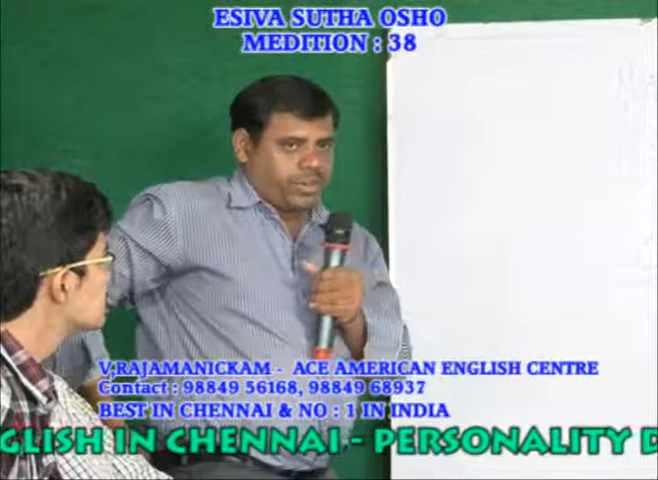 ESIVA SUTHA OSHO
MEDITION : 38
V,RAJAMANICKAM - ACE AMERICAN ENGLISH CENTRE
Contact : 98849 56168, 98849 68937
BEST IN CHENNAI & NO : 1 IN INDIA
GLISH IN CHENNAI - PERSONALITY D